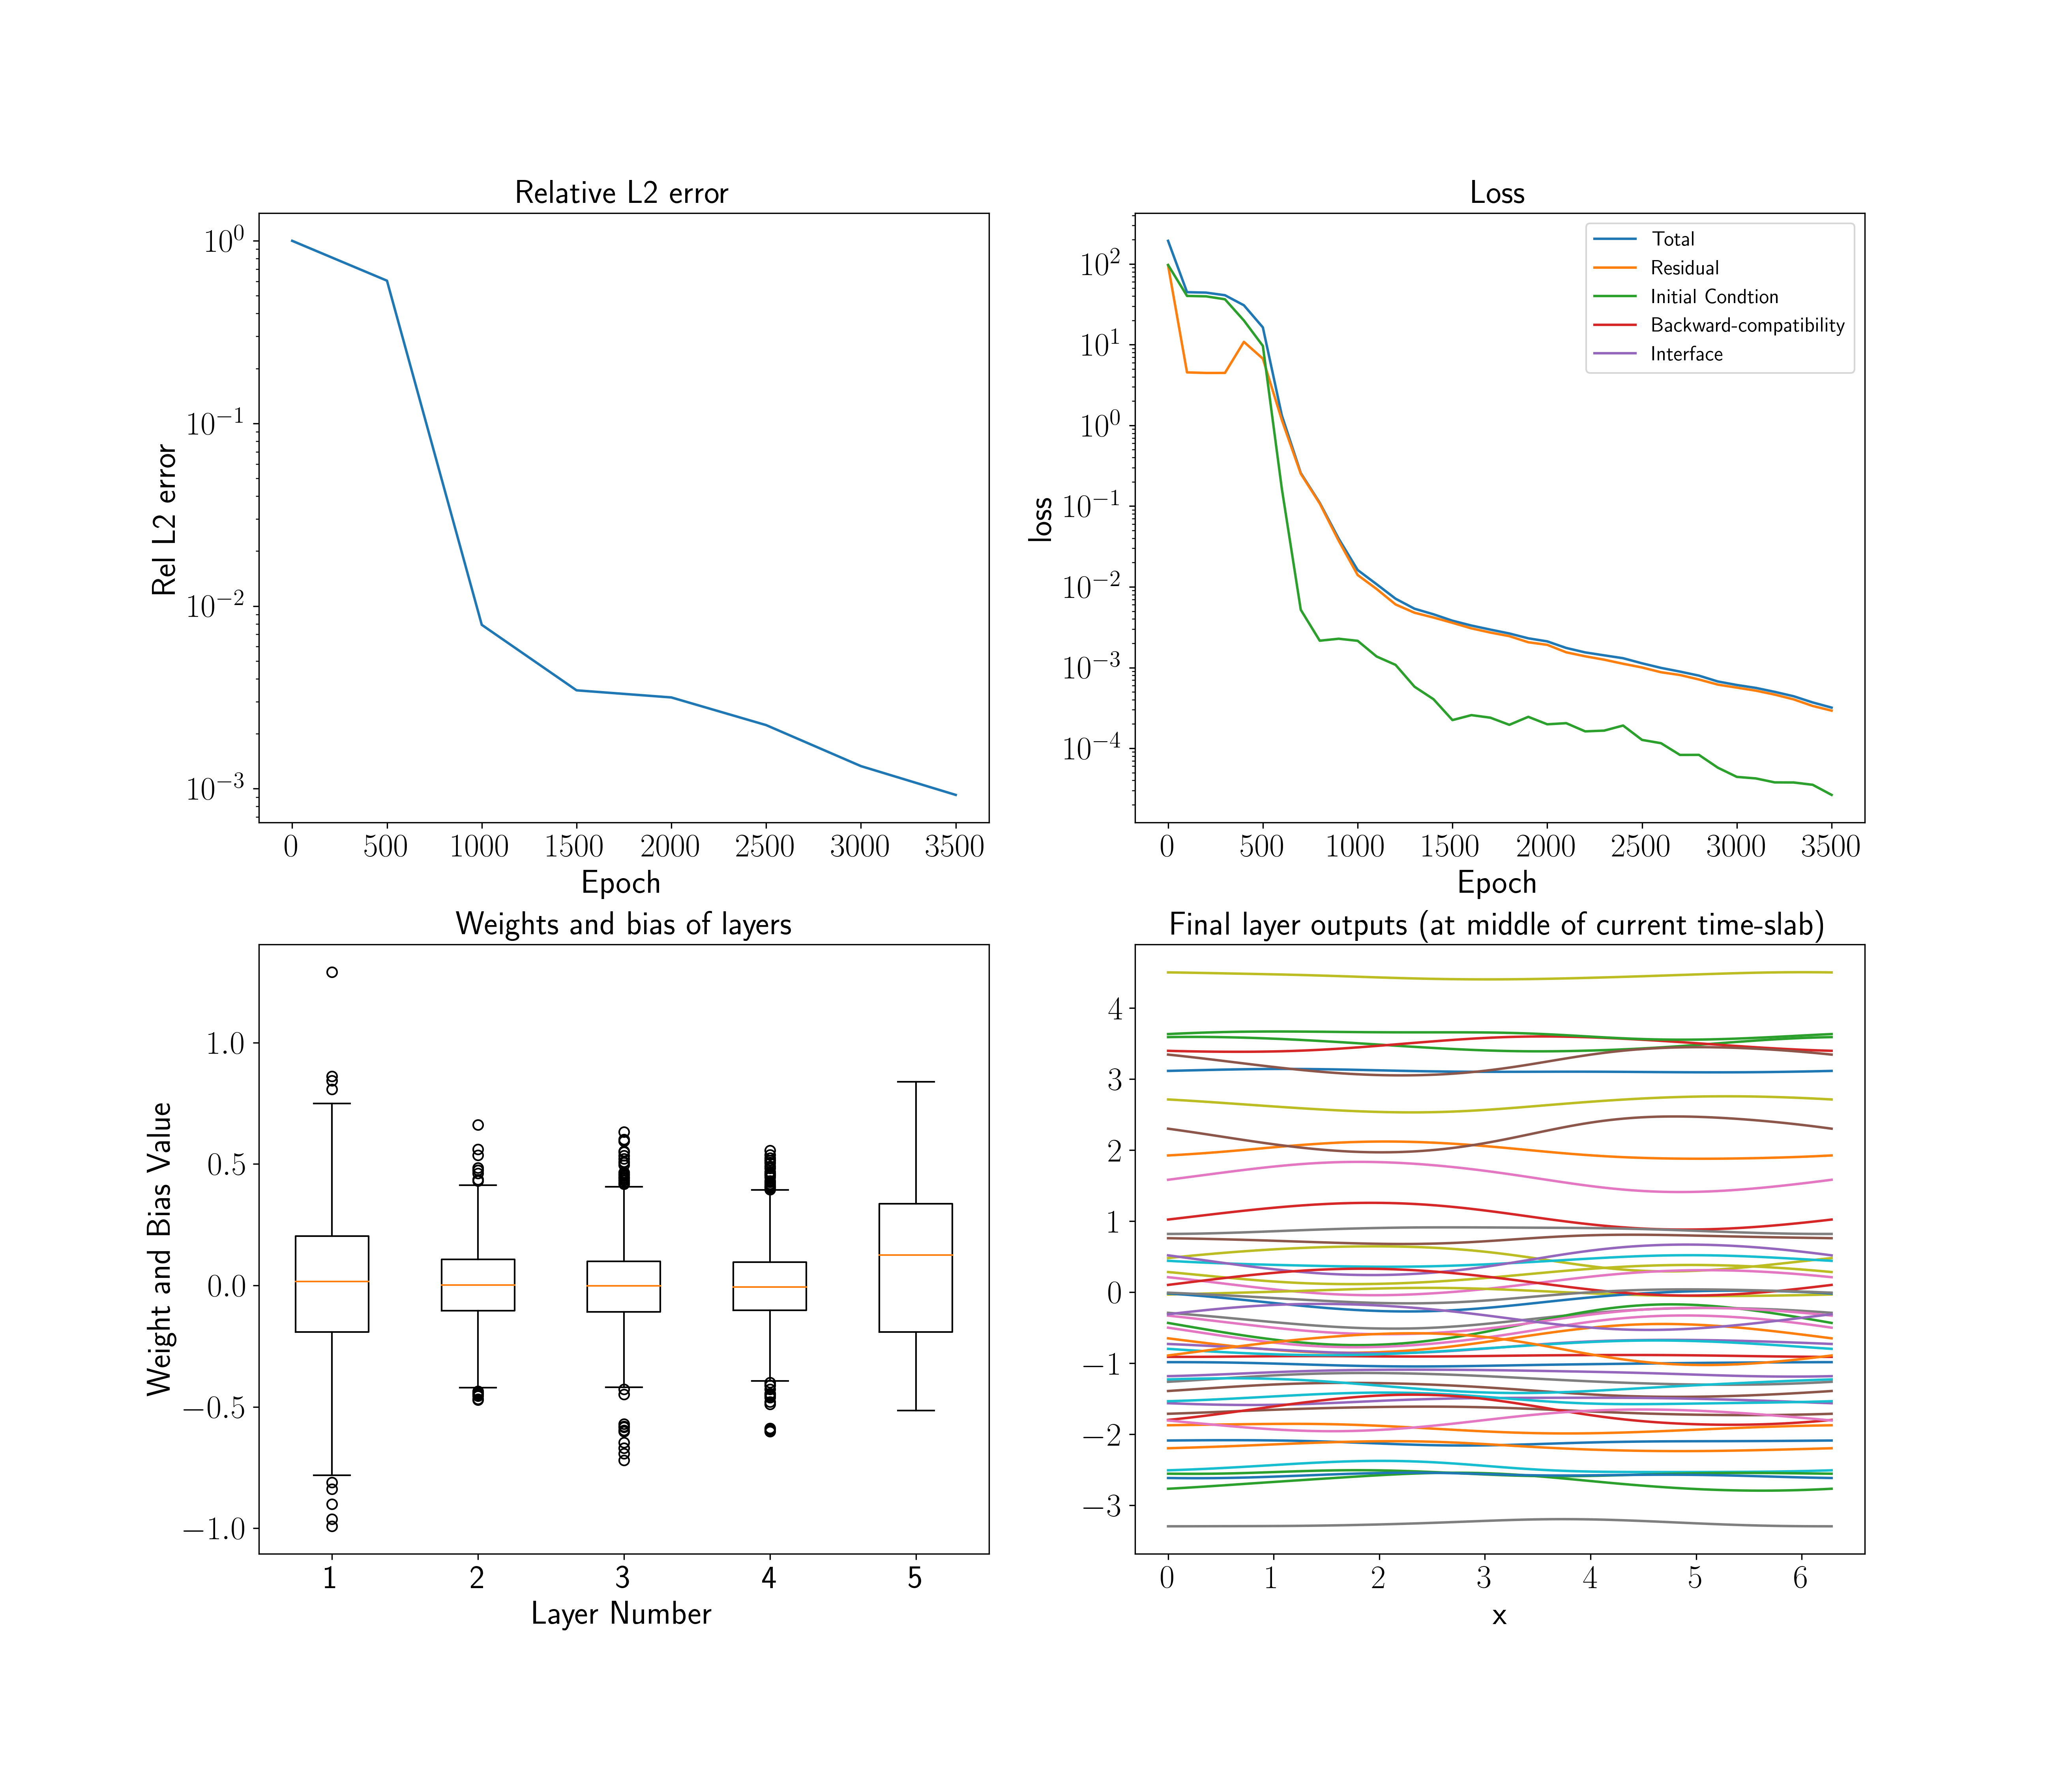 Relative L2 error
Rel L2 error
10^0
10^−1
10^−2
10^−3
0 500 1000 1500 2000 2500 3000 3500
Epoch
Loss
loss
10^2
10^1
10^0
10^−1
10^−2
10^−3
10^−4
Total
Residual
Initial Condtion
Backward-compatibility
Interface
0 500 1000 1500 2000 2500 3000 3500
Epoch
Weights and bias of layers
Weight and Bias Value
1.0
0.5
0.0
−0.5
−1.0
1 2 3 4 5
Layer Number
Final layer outputs (at middle of current time-slab)
4
3
2
1
0
−1
−2
−3
0 1 2 3 4 5 6
x